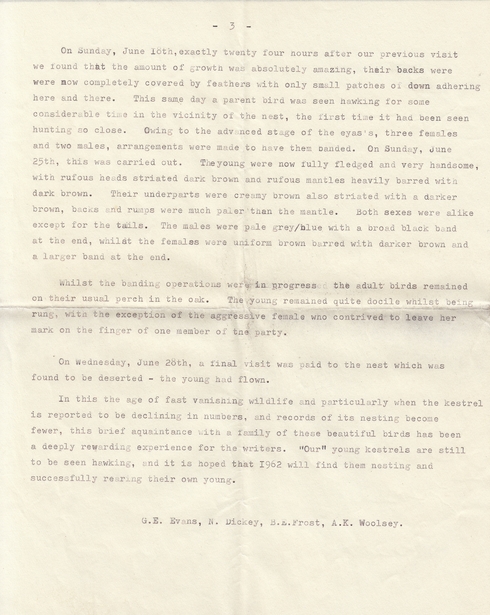 - 3 -
On Sunday, June 18th, exactly twenty four hours after our previous visit
we found that the amount of growth was absolutely amazing, their backs were
were now completely covered by feathers with only small patches of down adhering
here and there. This same day a parent bird was seen hawking for some
considerable time in the vicinity of the nest, the first time it had been seen
hunting so close. Owing to the advanced stage of the eyas's, three females
and two males, arrangements were made to have them banded. On Sunday, June
25th, this was carried out. The young were now fully fledged and very handsome,
with rufous heads striated dark brown and rufous mantles heavily barred with
dark brown. Their underparts were creamy brown also striated with a darker
brown, backs and rumps were much paler than the mantle. Both sexes were alike
except for the tails. The males were pale grey/blue with a broad black band
at the end, whilst the females were uniform brown barred with darker brown and
a larger band at the end.
Whilst the banding operations were in progress the adult birds remained
on their usual perch in the oak. The young remained quite docile whilst being
rung, with the exception of the aggressive female who contrived to leave her
mark on the finger of one member of the party.
On Wednesday, June 28th, a final visit was paid to the nest which was
found to be deserted - the young had flown.
In this the age of fast vanishing wildlife and particularly when the kestrel
is reported to be declining in numbers, and records of its nesting become
fewer, this brief aquaintance with a family of these beautiful birds has been
a deeply rewarding experience for the writers. "Our" young kestrels are still
to be seen hawking, and it is hoped that 1962 will find them nesting and
successfully rearing their own young.
G.E. Evans, N. Dickey, B.A.Frost, A.K. Woolsey.